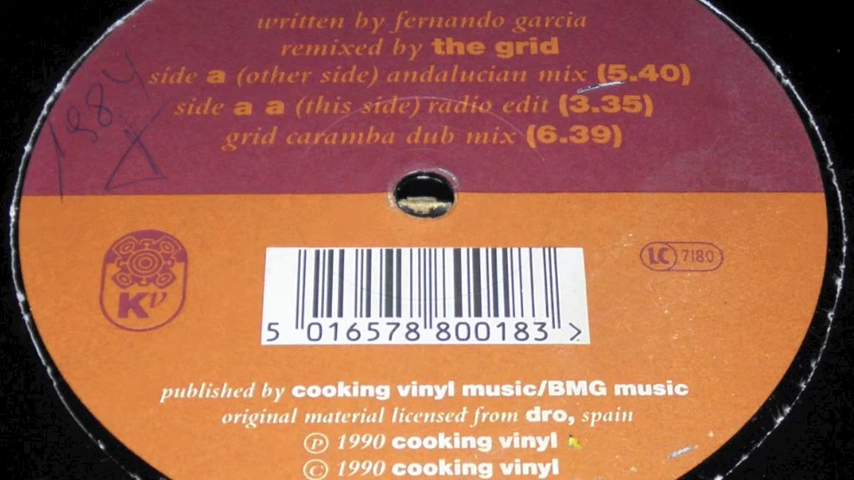 written by fernando garcia
remixed by the grid
side a (other side) andalucian mix (5.40)
side a a (this side) radio edit (3.35)
grid caramba dub mix (6.39)
1984
Kv
LC 7180
5 016578 800183 >
published by cooking vinyl music/BMG music
original material licensed from dro, spain
Ⓟ 1990 cooking vinyl
© 1990 cooking vinyl